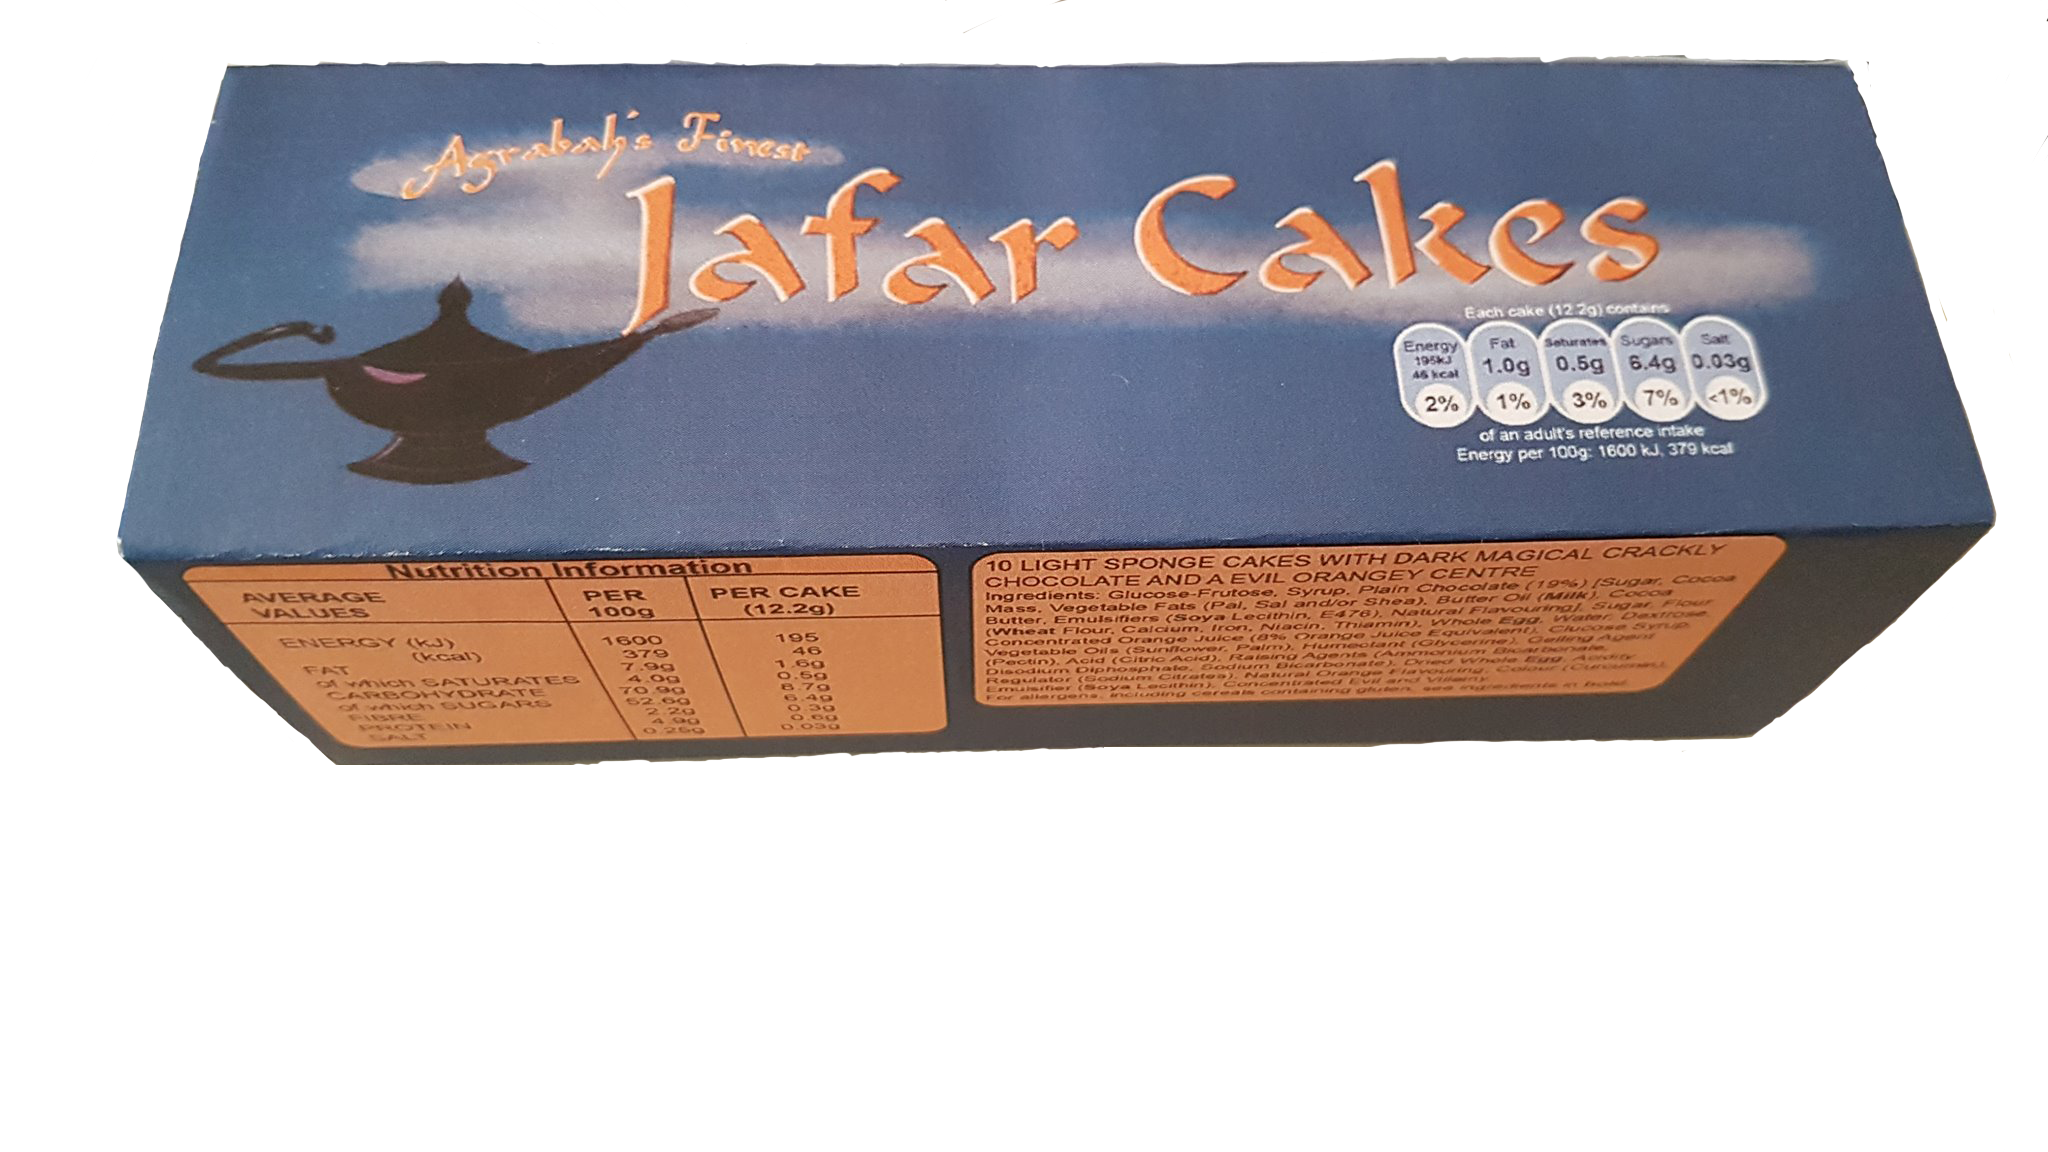 Agrabah's Finest
Jafar Cakes
Each cake (12.2g) contains
Energy Fat Saturates Sugars Salt
195kJ
46 kcal 1.0g 0.5g 6.4g 0.03g
2% 1% 3% 7% <1%
of an adult's reference intake
Energy per 100g: 1600 kJ, 379 kcal
Nutrition Information
AVERAGE VALUES PER 100g PER CAKE (12.2g)
ENERGY (kJ) 1600 195
(kcal) 379 46
FAT 7.9g 1.6g
of which SATURATES 4.0g 0.5g
CARBOHYDRATE 70.9g 8.7g
of which SUGARS 52.6g 6.4g
FIBRE 2.2g 0.3g
PROTEIN 4.9g 0.6g
SALT 0.25g 0.03g
10 LIGHT SPONGE CAKES WITH DARK MAGICAL CRACKLY
CHOCOLATE AND A EVIL ORANGEY CENTRE
Ingredients: Glucose-Frutose, Syrup, Plain Chocolate (19%) [Sugar, Cocoa
Mass, Vegetable Fats (Pal, Sal and/or Shea), Butter Oil (Milk), Cocoa
Butter, Emulsifiers (Soya Lecithin, E476), Natural Flavouring], Sugar, Flour
(Wheat Flour, Calcium, Iron, Niacin, Thiamin), Whole Egg, Water, Dextrose,
Concentrated Orange Juice (8% Orange Juice Equivalent), Glucose Syrup,
Vegetable Oils (Sunflower, Palm), Humectant (Glycerine), Gelling Agent
(Pectin), Acid (Citric Acid), Raising Agents (Ammonium Bicarbonate,
Disodium Diphosphate, Sodium Bicarbonate), Dried Whole Egg, Acidity
Regulator (Sodium Citrates), Natural Orange Flavouring, Colour (Curcumin),
Emulsifier (Soya Lecithin), Concentrated Evil and Villainy
For allergens, including cereals containing gluten, see ingredients in bold.